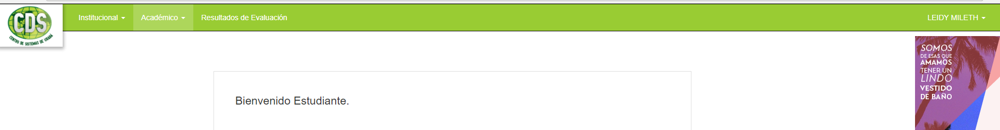 CDS
CENTRO DE SISTEMAS DE URABÁ
Institucional
Académico
Resultados de Evaluación
LEIDY MILETH
Bienvenido Estudiante.
SOMOS
DE ESAS QUE
AMAMOS
TENER UN
LINDO
VESTIDO
DE BAÑO